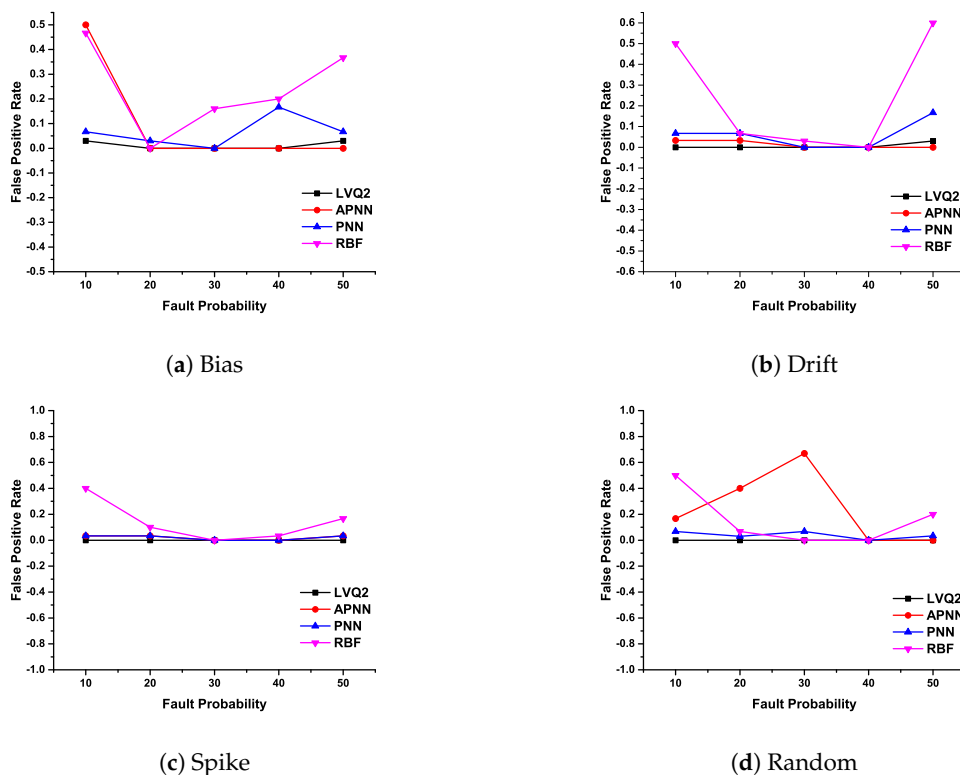 0.5
0.4
0.3
0.2
0.1
0.0
-0.1
-0.2
-0.3
-0.4
-0.5
False Positive Rate
LVQ2
APNN
PNN
RBF
10 20 30 40 50
Fault Probability
(a) Bias
0.6
0.5
0.4
0.3
0.2
0.1
0.0
-0.1
-0.2
-0.3
-0.4
-0.5
-0.6
False Positive Rate
LVQ2
APNN
PNN
RBF
10 20 30 40 50
Fault Probability
(b) Drift
1.0
0.8
0.6
0.4
0.2
0.0
-0.2
-0.4
-0.6
-0.8
-1.0
False Positive Rate
LVQ2
APNN
PNN
RBF
10 20 30 40 50
Fault Probability
(c) Spike
1.0
0.8
0.6
0.4
0.2
0.0
-0.2
-0.4
-0.6
-0.8
-1.0
False Positive Rate
LVQ2
APNN
PNN
RBF
10 20 30 40 50
Fault Probability
(d) Random